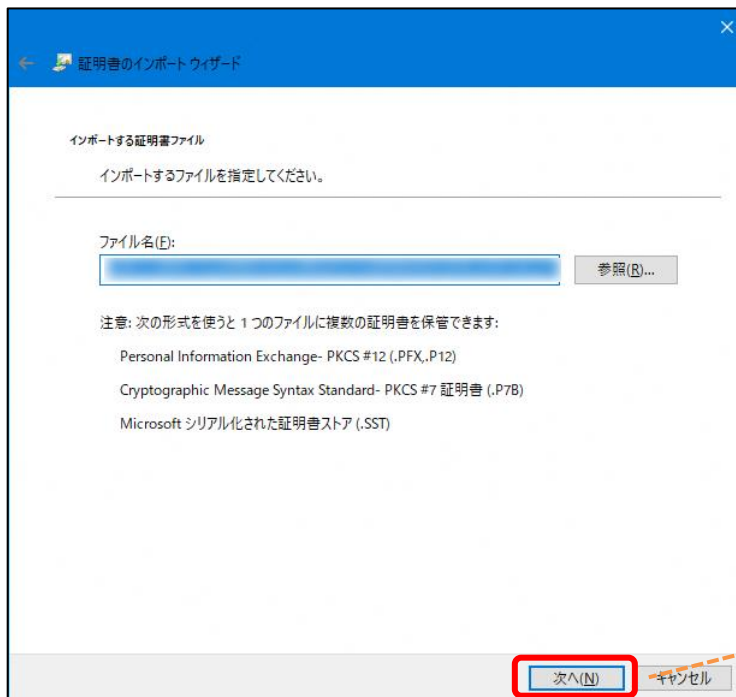 証明書のインポート ウィザード
インポートする証明書ファイル
インポートするファイルを指定してください。
ファイル名(F):
参照(R)...
注意: 次の形式を使うと 1 つのファイルに複数の証明書を保管できます:
Personal Information Exchange- PKCS #12 (.PFX,.P12)
Cryptographic Message Syntax Standard- PKCS #7 証明書 (.P7B)
Microsoft シリアル化された証明書ストア (.SST)
次へ(N)
キャンセル